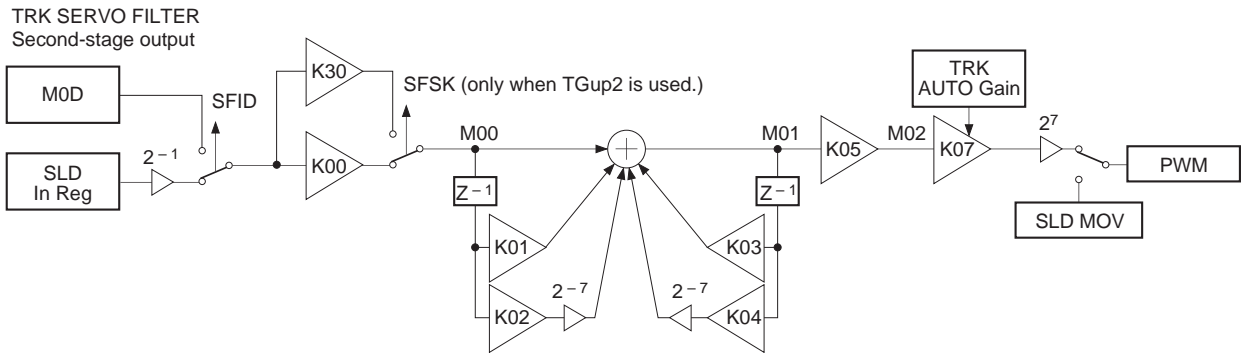 TRK SERVO FILTER
Second-stage output
M0D
SFID
K30
SFSK (only when TGup2 is used.)
SLD
In Reg
2 – 1
K00
M00
M01
K05
M02
TRK
AUTO Gain
K07
2 7
PWM
SLD MOV
Z – 1
Z – 1
K01
K03
K02
2 – 7
2 – 7
K04